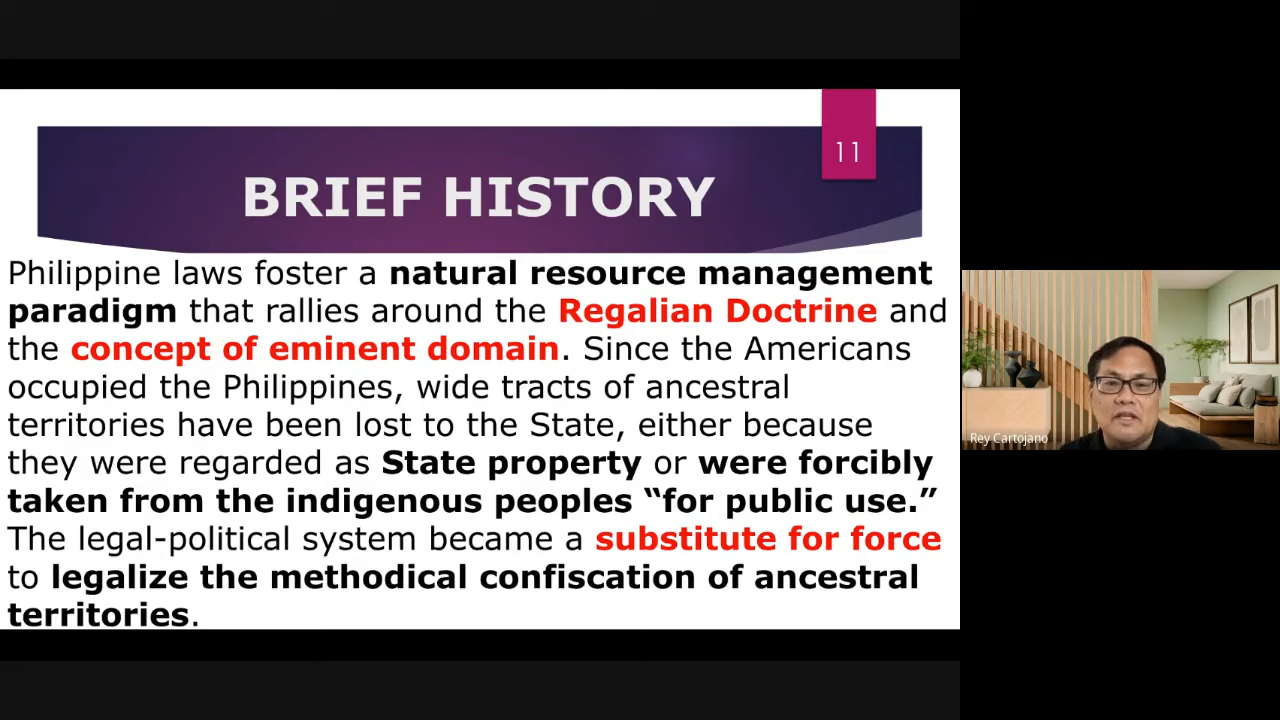 11
BRIEF HISTORY
Philippine laws foster a natural resource management
paradigm that rallies around the Regalian Doctrine and
the concept of eminent domain. Since the Americans
occupied the Philippines, wide tracts of ancestral
territories have been lost to the State, either because
they were regarded as State property or were forcibly
taken from the indigenous peoples “for public use.”
The legal-political system became a substitute for force
to legalize the methodical confiscation of ancestral
territories.
Rey Cartojano